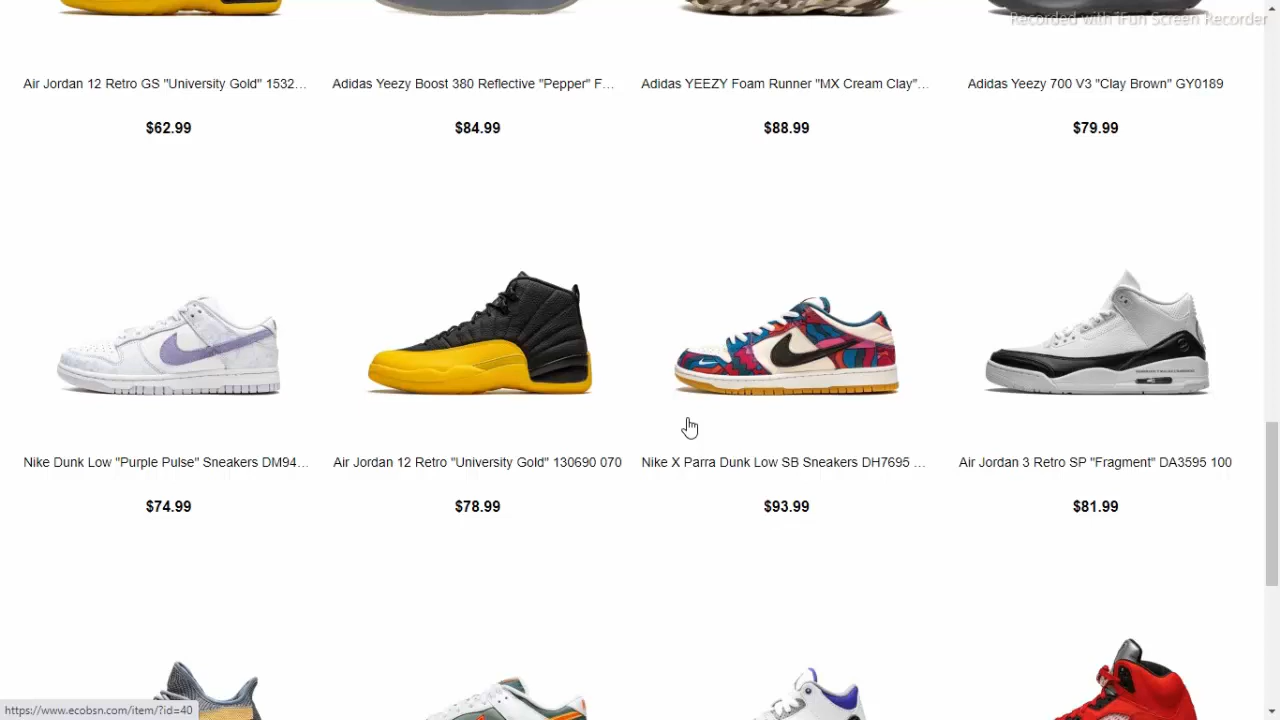 Recorded with iFun Screen Recorder
Air Jordan 12 Retro GS "University Gold" 1532...
Adidas Yeezy Boost 380 Reflective "Pepper" F...
Adidas YEEZY Foam Runner "MX Cream Clay"...
Adidas Yeezy 700 V3 "Clay Brown" GY0189
$62.99
$84.99
$88.99
$79.99
Nike Dunk Low "Purple Pulse" Sneakers DM94...
Air Jordan 12 Retro "University Gold" 130690 070
Nike X Parra Dunk Low SB Sneakers DH7695 ...
Air Jordan 3 Retro SP "Fragment" DA3595 100
$74.99
$78.99
$93.99
$81.99
https://www.ecobsn.com/item/?id=40